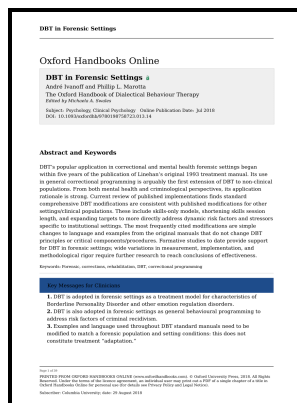 DBT in Forensic Settings
Oxford Handbooks Online
DBT in Forensic Settings
André Ivanoff and Phillip L. Marotta
The Oxford Handbook of Dialectical Behaviour Therapy
Edited by Michaela A. Swales
Subject: Psychology, Clinical Psychology Online Publication Date: Jul 2018
DOI: 10.1093/oxfordhb/9780198758723.013.14
Abstract and Keywords
DBT's popular application in correctional and mental health forensic settings began
within five years of the publication of Linehan's original 1993 treatment manual. Its use
in general correctional programming is arguably the first extension of DBT to non-clinical
populations. From both mental health and criminological perspectives, its application
rationale is strong. Current review of published implementations finds standard
comprehensive DBT modifications are consistent with published modifications for other
settings/clinical populations. These include skills-only models, shortening skills session
length, and expanding targets to more directly address dynamic risk factors and stressors
specific to institutional settings. The most frequently cited modifications are simple
changes to language and examples from the original manuals that do not change DBT
principles or critical components/procedures. Formative studies to date provide support
for DBT in forensic settings; wide variations in measurement, implementation, and
methodological rigor require further research to reach conclusions of effectiveness.
Keywords: Forensic, corrections, rehabilitation, DBT, correctional programming
Key Messages for Clinicians
1. DBT is adopted in forensic settings as a treatment model for characteristics of
Borderline Personality Disorder and other emotion regulation disorders.
2. DBT is also adopted in forensic settings as general behavioural programming to
address risk factors of criminal recidivism.
3. Examples and language used throughout DBT standard manuals need to be
modified to match a forensic population and setting conditions; this does not
constitute treatment "adaptation."
Page 1 of 39
PRINTED FROM OXFORD HANDBOOKS ONLINE (www.oxfordhandbooks.com). © Oxford University Press, 2018. All Rights
Reserved. Under the terms of the licence agreement, an individual user may print out a PDF of a single chapter of a title in
Oxford Handbooks Online for personal use (for details see Privacy Policy and Legal Notice).
Subscriber: Columbia University; date: 29 August 2018